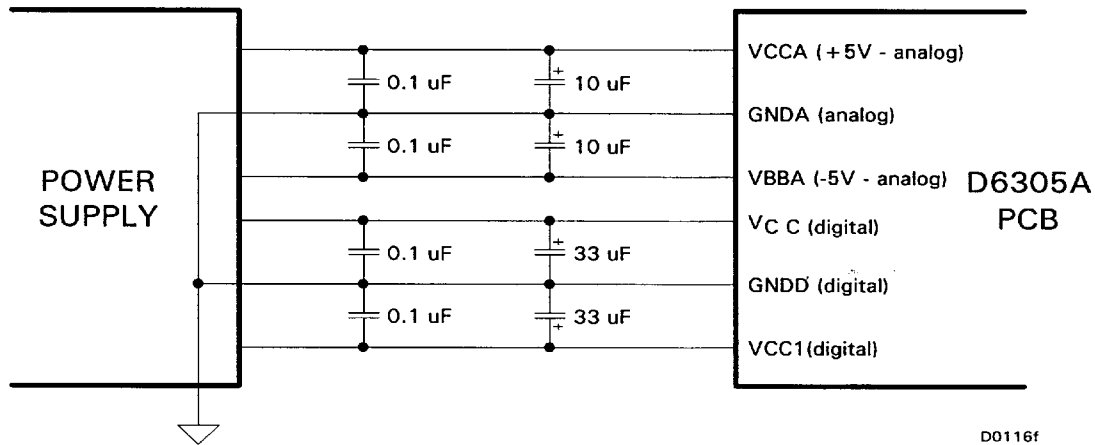 VCCA (+5V - analog)
0.1 uF
+
10 uF
GNDA (analog)
0.1 uF
+
10 uF
VBBA (-5V - analog)
POWER
SUPPLY
D6305A
PCB
VC C (digital)
0.1 uF
+
33 uF
GNDD (digital)
0.1 uF
33 uF
+
VCC1(digital)
D0116f